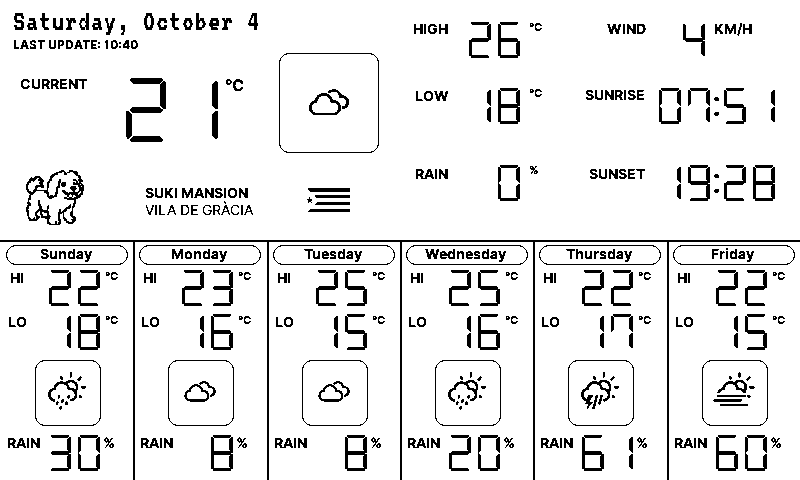 Saturday, October 4
LAST UPDATE: 10:40
CURRENT 21 °C
SUKI MANSION
VILA DE GRÀCIA
HIGH 26 °C
LOW 18 °C
RAIN 0 %
WIND 4 KM/H
SUNRISE 07:51
SUNSET 19:28
Sunday
HI 22 °C
LO 18 °C
RAIN 30 %
Monday
HI 23 °C
LO 16 °C
RAIN 8 %
Tuesday
HI 25 °C
LO 15 °C
RAIN 8 %
Wednesday
HI 25 °C
LO 16 °C
RAIN 20 %
Thursday
HI 22 °C
LO 17 °C
RAIN 61 %
Friday
HI 22 °C
LO 15 °C
RAIN 60 %